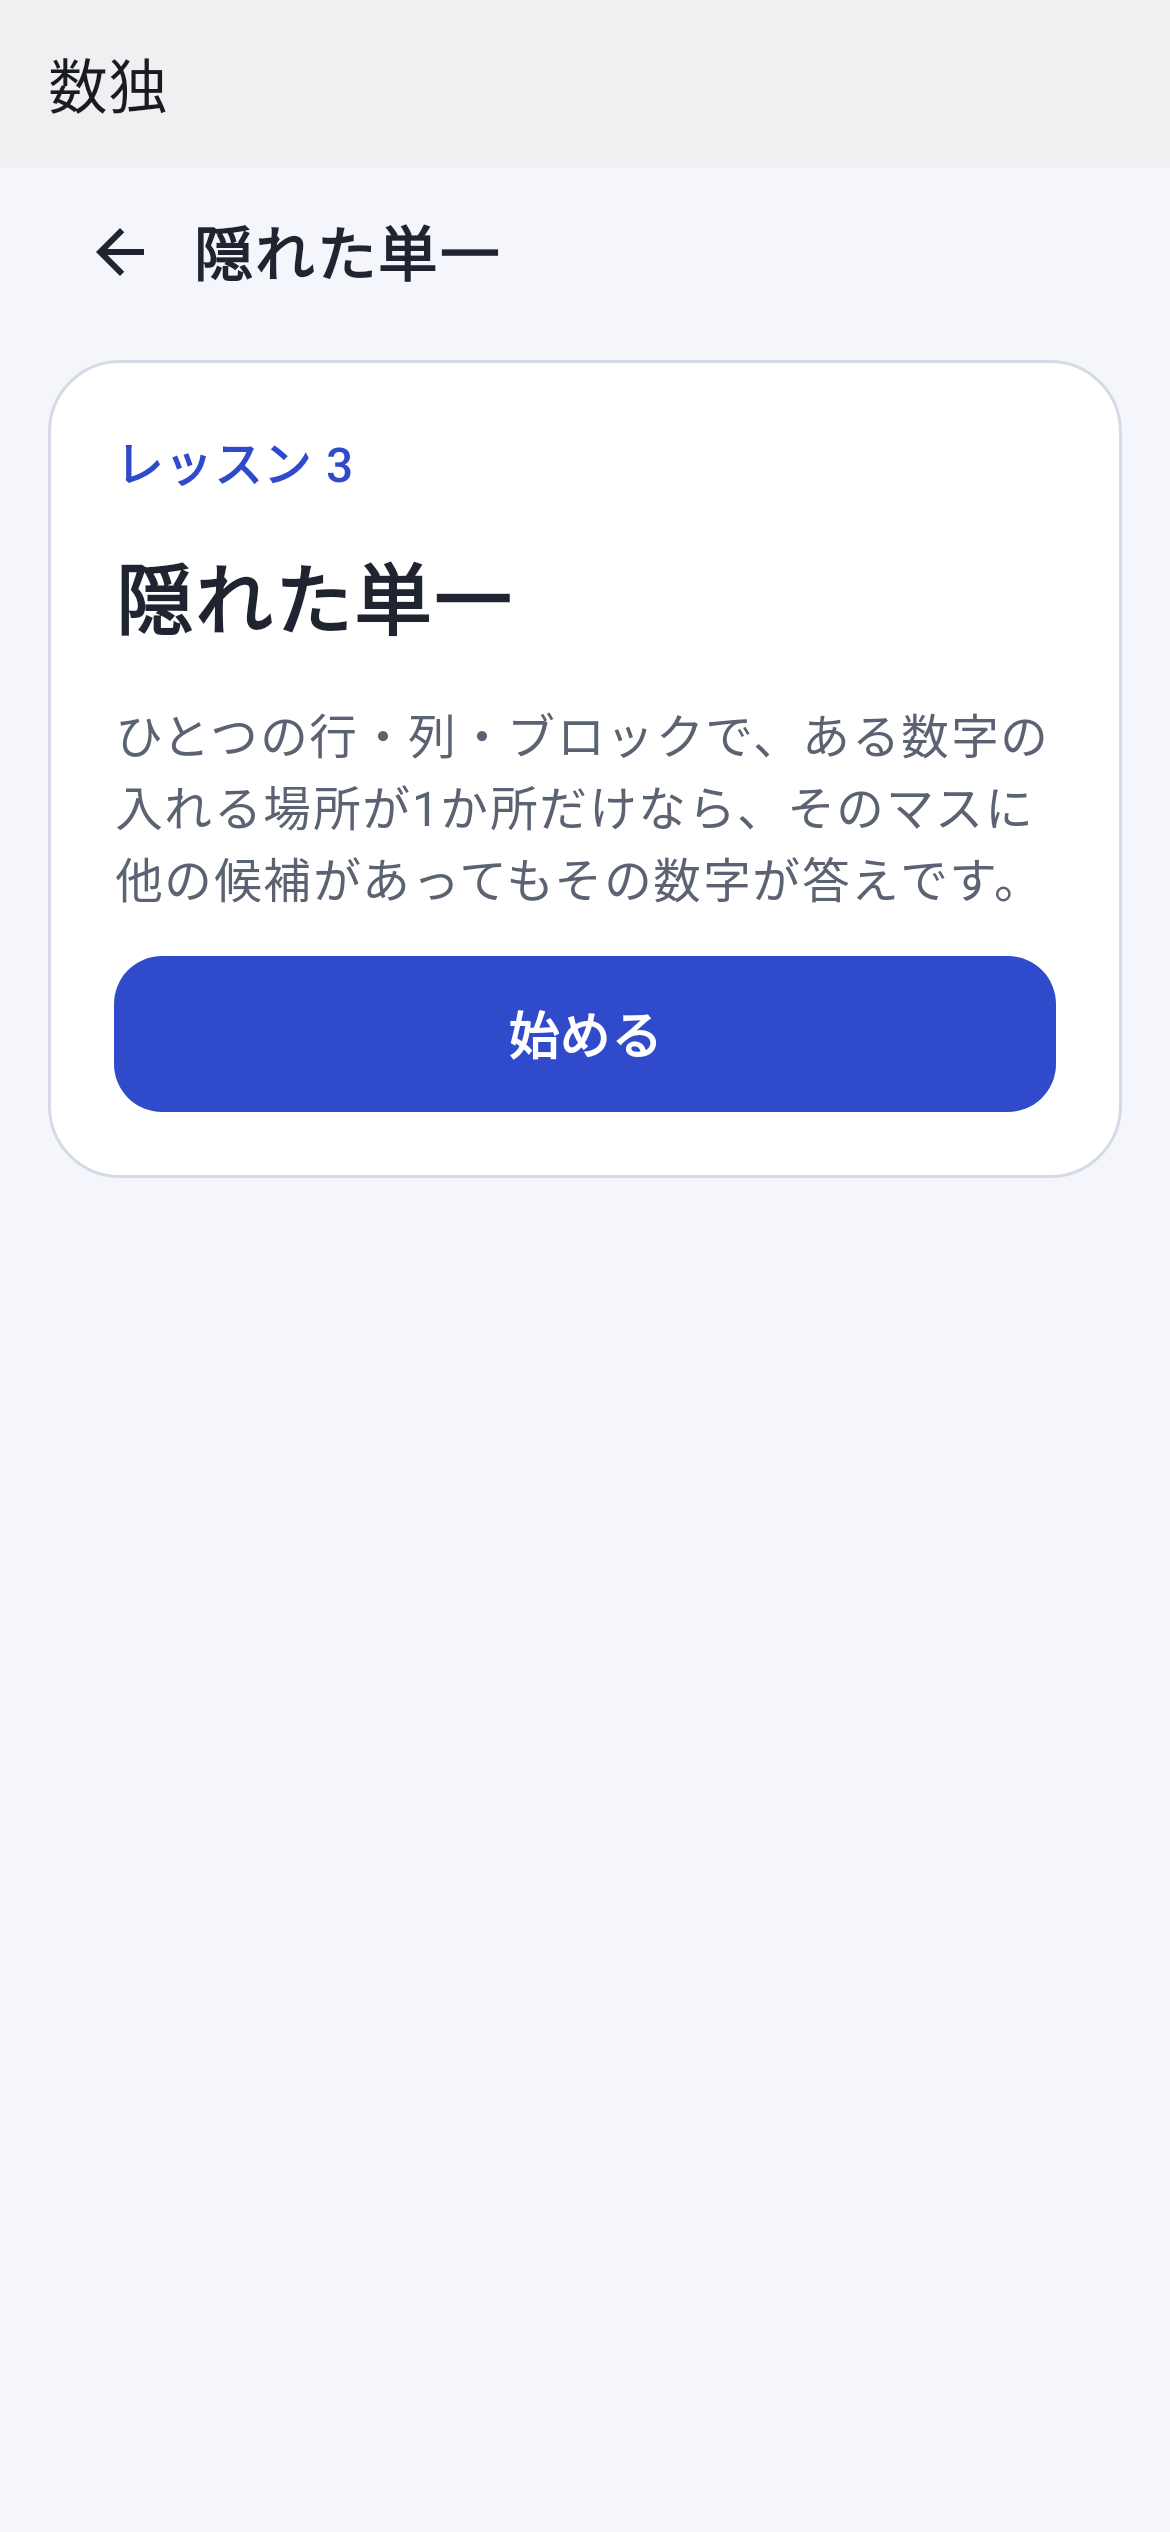 数独
隠れた単一
レッスン 3
隠れた単一
ひとつの行・列・ブロックで、ある数字の
入れる場所が1か所だけなら、そのマスに
他の候補があってもその数字が答えです。
始める